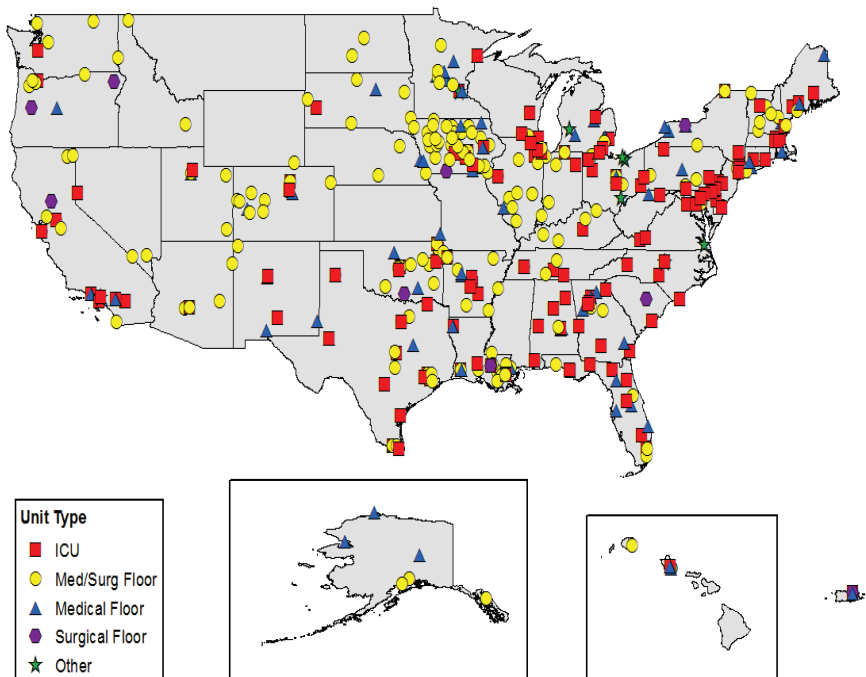 Unit Type
ICU
Med/Surg Floor
Medical Floor
Surgical Floor
Other